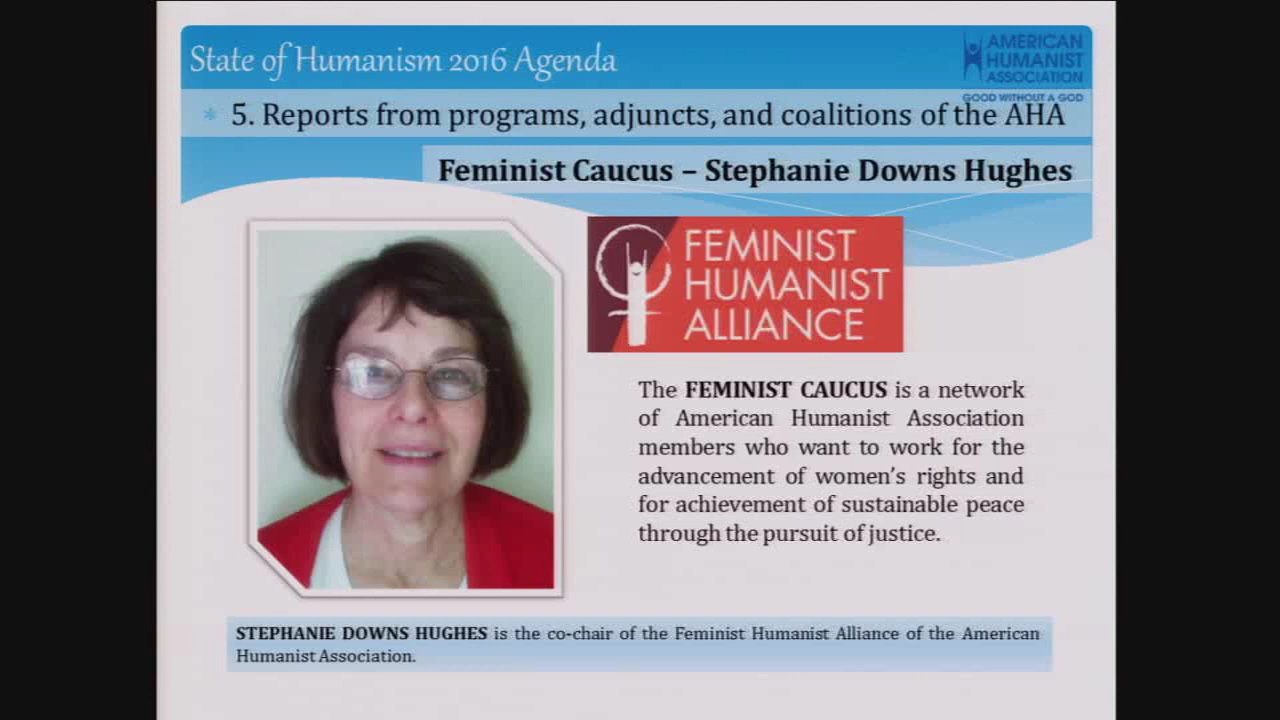 State of Humanism 2016 Agenda
AMERICAN
HUMANIST
ASSOCIATION
GOOD WITHOUT A GOD
* 5. Reports from programs, adjuncts, and coalitions of the AHA
Feminist Caucus – Stephanie Downs Hughes
FEMINIST
HUMANIST
ALLIANCE
The FEMINIST CAUCUS is a network
of American Humanist Association
members who want to work for the
advancement of women's rights and
for achievement of sustainable peace
through the pursuit of justice.
STEPHANIE DOWNS HUGHES is the co-chair of the Feminist Humanist Alliance of the American
Humanist Association.